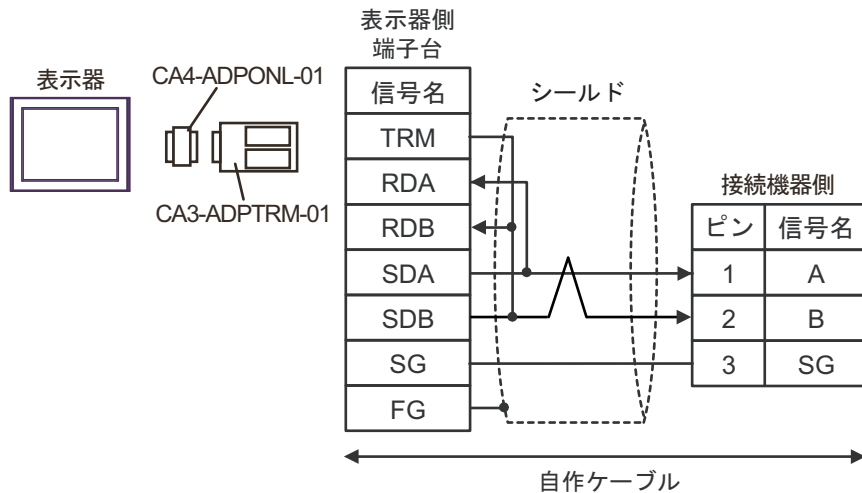 表示器側
端子台
表示器
CA4-ADPONL-01
CA3-ADPTRM-01
信号名
TRM
RDA
RDB
SDA
SDB
SG
FG
シールド
接続機器側
ピン 信号名
1 A
2 B
3 SG
自作ケーブル